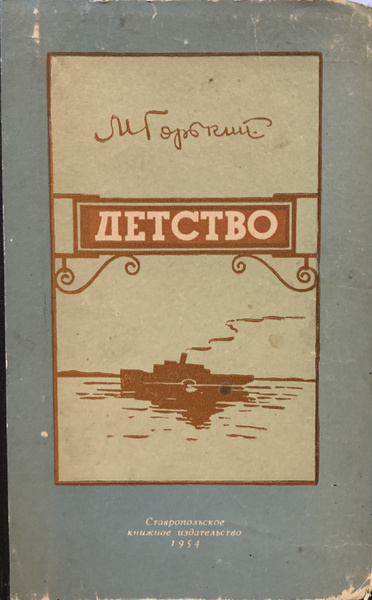 М Горький.
ДЕТСТВО
Ставропольское
книжное издательство
1954